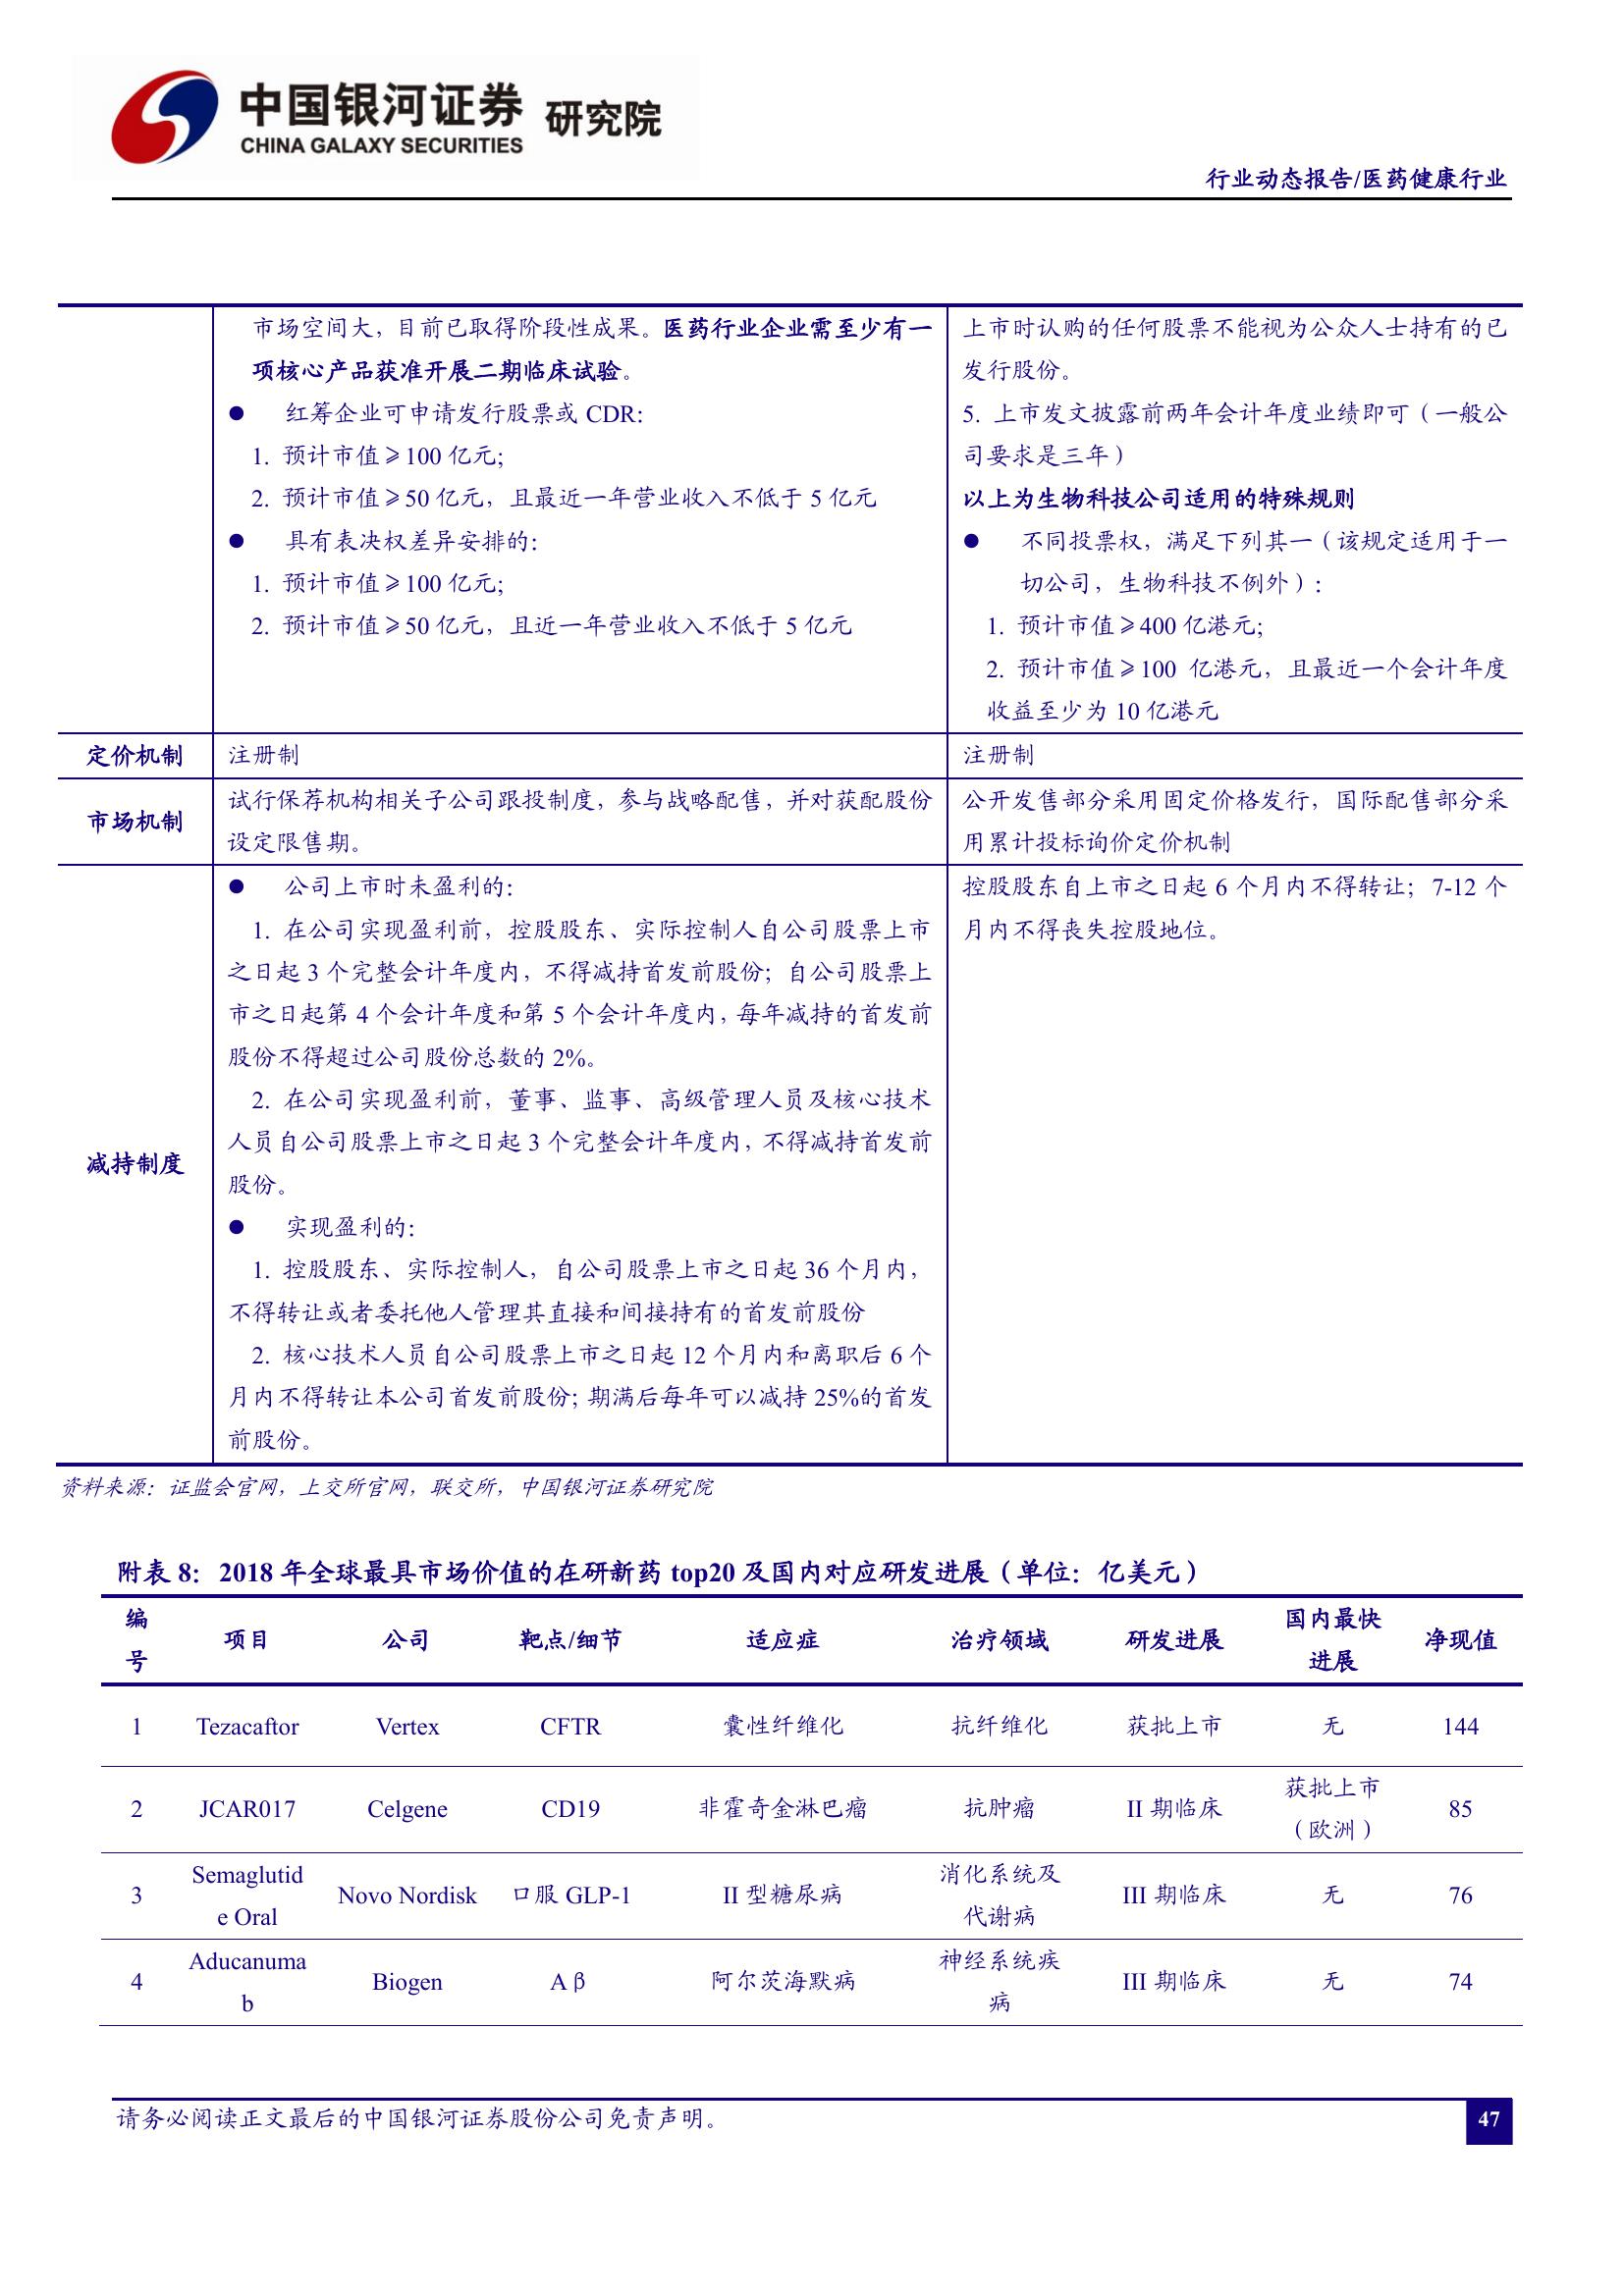 中国银河证券 研究院
CHINA GALAXY SECURITIES
行业动态报告/医药健康行业
市场空间大，目前已取得阶段性成果。医药行业企业需至少有一
项核心产品获准开展二期临床试验。
● 红筹企业可申请发行股票或 CDR：
1. 预计市值≥100 亿元；
2. 预计市值≥50 亿元，且最近一年营业收入不低于 5 亿元
● 具有表决权差异安排的：
1. 预计市值≥100 亿元；
2. 预计市值≥50 亿元，且近一年营业收入不低于 5 亿元
上市时认购的任何股票不能视为公众人士持有的已
发行股份。
5. 上市发文披露前两年会计年度业绩即可（一般公
司要求是三年）
以上为生物科技公司适用的特殊规则
● 不同投票权，满足下列其一（该规定适用于一
切公司，生物科技不例外）：
1. 预计市值≥400 亿港元；
2. 预计市值≥100 亿港元，且最近一个会计年度
收益至少为 10 亿港元
定价机制 注册制 注册制
市场机制
试行保荐机构相关子公司跟投制度，参与战略配售，并对获配股份
设定限售期。
公开发售部分采用固定价格发行，国际配售部分采
用累计投标询价定价机制
减持制度
● 公司上市时未盈利的：
1. 在公司实现盈利前，控股股东、实际控制人自公司股票上市
之日起 3 个完整会计年度内，不得减持首发前股份；自公司股票上
市之日起第 4 个会计年度和第 5 个会计年度内，每年减持的首发前
股份不得超过公司股份总数的 2%。
2. 在公司实现盈利前，董事、监事、高级管理人员及核心技术
人员自公司股票上市之日起 3 个完整会计年度内，不得减持首发前
股份。
● 实现盈利的：
1. 控股股东、实际控制人，自公司股票上市之日起 36 个月内，
不得转让或者委托他人管理其直接和间接持有的首发前股份
2. 核心技术人员自公司股票上市之日起 12 个月内和离职后 6 个
月内不得转让本公司首发前股份；期满后每年可以减持 25%的首发
前股份。
控股股东自上市之日起 6 个月内不得转让；7-12 个
月内不得丧失控股地位。
资料来源：证监会官网，上交所官网，联交所，中国银河证券研究院
附表 8：2018 年全球最具市场价值的在研新药 top20 及国内对应研发进展（单位：亿美元）
编
号
项目 公司 靶点/细节 适应症 治疗领域 研发进展
国内最快
进展
净现值
1 Tezacaftor Vertex CFTR 囊性纤维化 抗纤维化 获批上市 无 144
2 JCAR017 Celgene CD19 非霍奇金淋巴瘤 抗肿瘤 II 期临床
获批上市
（欧洲）
85
3
Semaglutid
e Oral
Novo Nordisk 口服 GLP-1 II 型糖尿病
消化系统及
代谢病
III 期临床 无 76
4
Aducanuma
b
Biogen Aβ 阿尔茨海默病
神经系统疾
病
III 期临床 无 74
请务必阅读正文最后的中国银河证券股份公司免责声明。
47